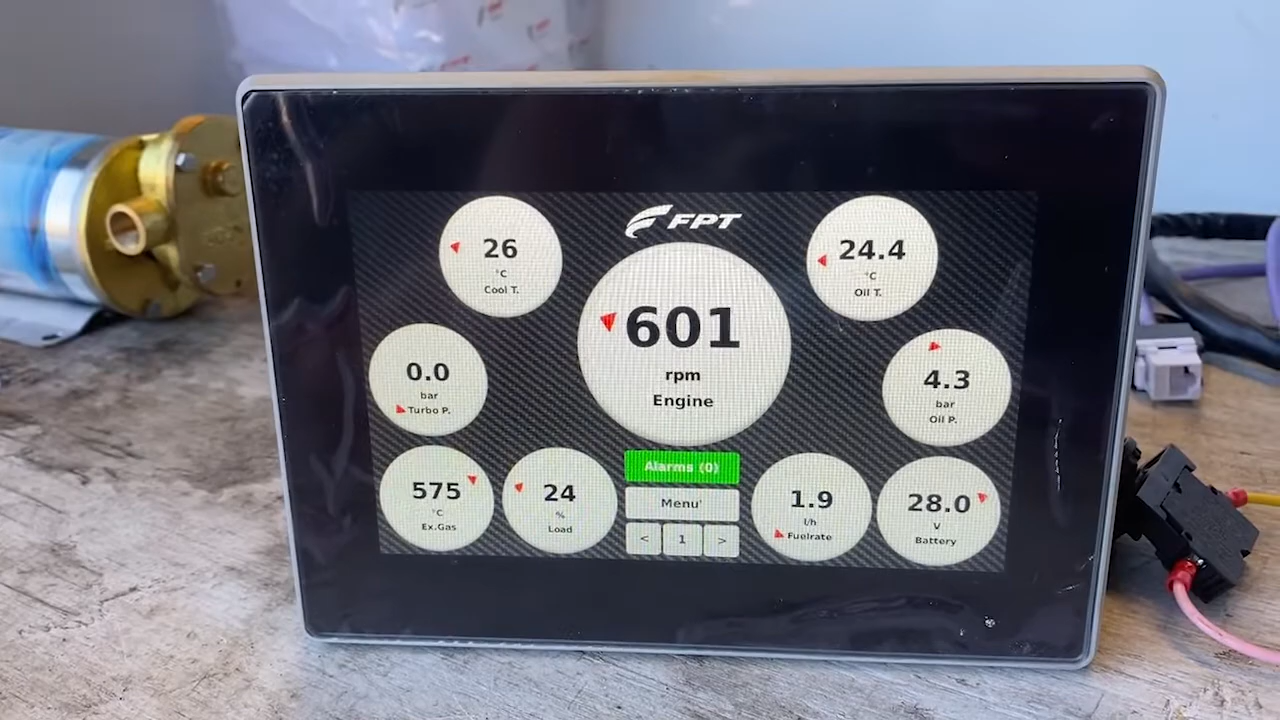 FPT
26
°C
Cool T.
24.4
°C
Oil T.
601
rpm
Engine
0.0
bar
Turbo P.
4.3
bar
Oil P.
575
°C
Ex.Gas
24
%
Load
Alarms (0)
Menu'
< 1 >
1.9
l/h
Fuelrate
28.0
V
Battery